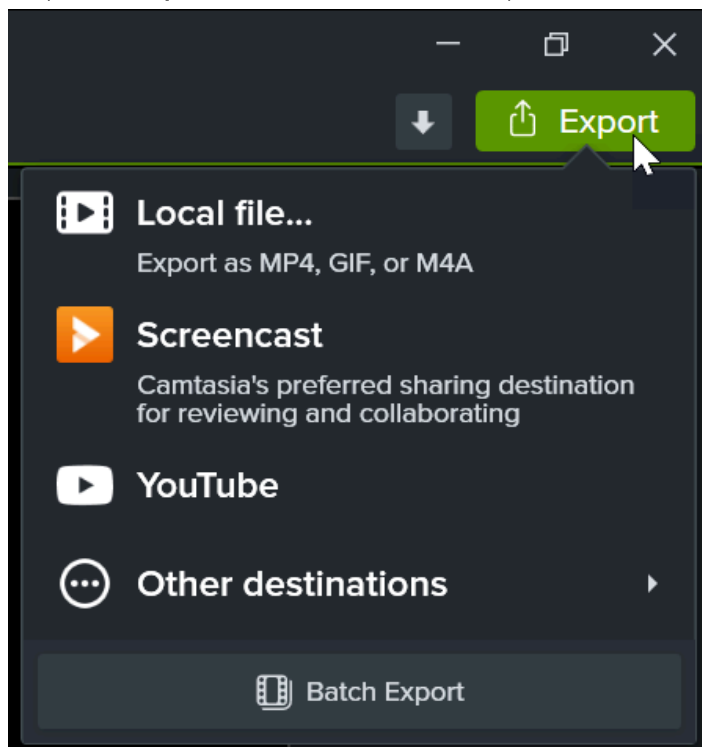 Export
Local file...
Export as MP4, GIF, or M4A
Screencast
Camtasia's preferred sharing destination
for reviewing and collaborating
YouTube
Other destinations
Batch Export